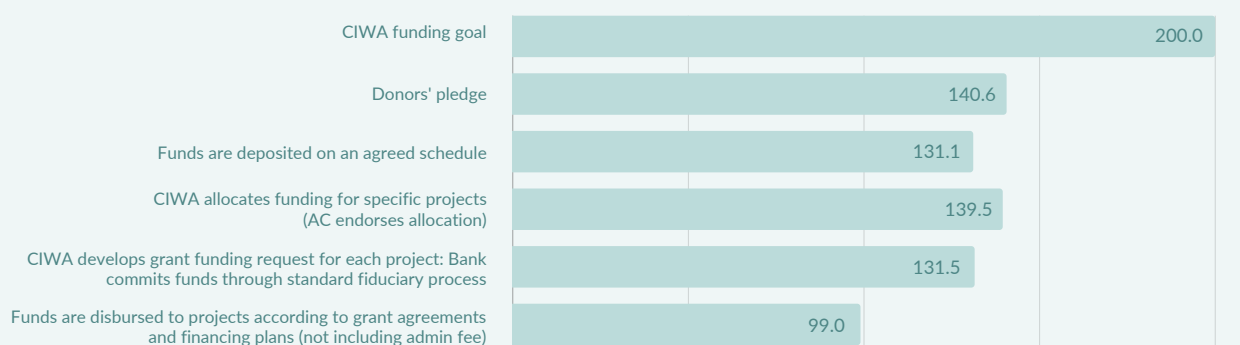 CIWA funding goal
200.0
Donors' pledge
140.6
Funds are deposited on an agreed schedule
131.1
CIWA allocates funding for specific projects
(AC endorses allocation)
139.5
CIWA develops grant funding request for each project: Bank
commits funds through standard fiduciary process
131.5
Funds are disbursed to projects according to grant agreements
and financing plans (not including admin fee)
99.0